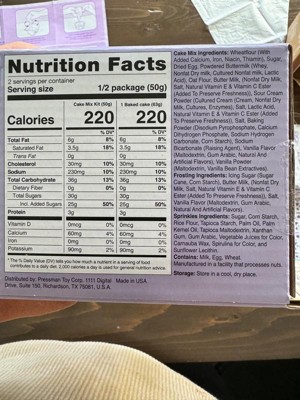 Nutrition Facts
2 servings per container
Serving size 1/2 package (50g)
Cake Mix Kit (50g) 1 Baked cake (63g)
Calories 220 220
% DV* % DV*
Total Fat 6g 8% 6g 8%
Saturated Fat 3.5g 18% 3.5g 18%
Trans Fat 0g 0g
Cholesterol 30mg 10% 30mg 10%
Sodium 230mg 10% 230mg 10%
Total Carbohydrate 36g 13% 36g 13%
Dietary Fiber 0g 0% 0g 0%
Total Sugars 30g 30g
Incl. Added Sugars 25g 50% 25g 50%
Protein 3g 3g
Vitamin D 0mcg 0% 0mcg 0%
Calcium 60mg 4% 60mg 4%
Iron 0mg 0% 0mg 0%
Potassium 90mg 2% 90mg 2%
* The % Daily Value (DV) tells you how much a nutrient in a serving of food
contributes to a daily diet. 2,000 calories a day is used for general nutrition advice.
Distributed by: Pressman Toy Corp. 1111 Digital Made in USA
Drive, Suite 150, Richardson, TX 75081, U.S.A.
Cake Mix Ingredients: Wheatflour (With
Added Calcium, Iron, Niacin, Thiamin), Sugar,
Dried Egg, Powdered Buttermilk (Whey,
Nonfat Dry milk, Cultured Nonfat milk, Lactic
Acid), Oat Flour, Butter Milk, (Nonfat Dry Milk,
Salt, Natural Vitamin E & Vitamin C Ester
(Added To Preserve Freshness)), Sour Cream
Powder (Cultured Cream (Cream, Nonfat Dry
Milk, Cultures, Enzymes), Salt, Lactic Acid,
Natural Vitamin E & Vitamin C Ester (Added
To Preserve Freshness)), Salt, Baking
Powder (Disodium Pyrophosphate, Calcium
Dihydrogen Phosphate, Sodium Hydrogen
Carbonate, Corn Starch), Sodium
Bicarbonate (Raising Agent), Vanilla Flavor
(Maltodextrin, Gum Arabic, Natural And
Artificial Flavors), Vanilla Powder
(Maltodextrin, Vanilla Bean Extractives).
Frosting Ingredients: Icing Sugar (Sugar
Cane, Corn Starch), Butter Milk, (Nonfat Dry
Milk, Salt, Natural Vitamin E & Vitamin C
Ester (Added To Preserve Freshness)), Salt,
Vanilla Flavor (Maltodextrin, Gum Arabic,
Natural And Artificial Flavors).
Sprinkles Ingredients: Sugar, Corn Starch,
Rice Flour, Tapioca Starch, Palm Oil, Palm
Kernel Oil, Tapioca Maltodextrin, Xanthan
Gum, Gum Arabic, Vegetable Juices for Color,
Carnauba Wax, Spirulina for Color, and
Sunflower Lecithin.
Contains: Milk, Egg, Wheat.
Manufactured in a facility that processes nuts.
Storage: Store in a cool, dry place.